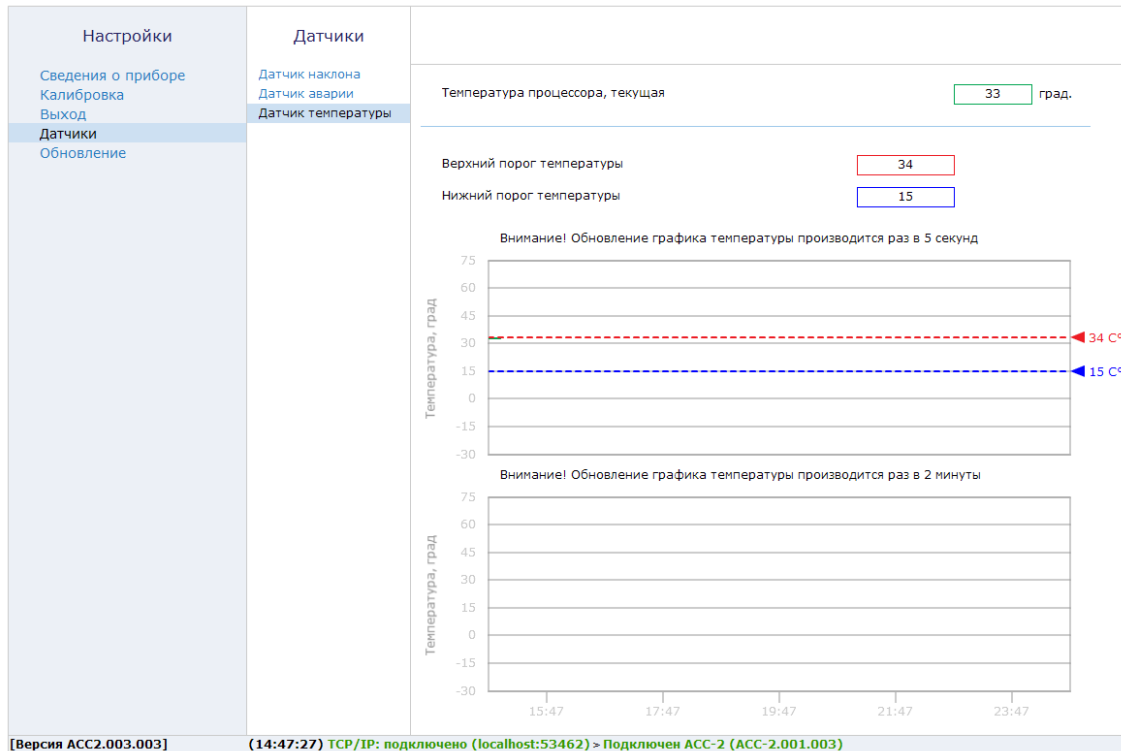 Настройки
Сведения о приборе
Калибровка
Выход
Датчики
Обновление
Датчики
Датчик наклона
Датчик аварии
Датчик температуры
Температура процессора, текущая 33 град.
Верхний порог температуры 34
Нижний порог температуры 15
Внимание! Обновление графика температуры производится раз в 5 секунд
Температура, град
75
60
45
30
15
0
-15
-30
34 C°
15 C°
Внимание! Обновление графика температуры производится раз в 2 минуты
Температура, град
75
60
45
30
15
0
-15
-30
15:47 17:47 19:47 21:47 23:47
[Версия ACC2.003.003] (14:47:27) TCP/IP: подключено (localhost:53462) > Подключен АСС-2 (АСС-2.001.003)